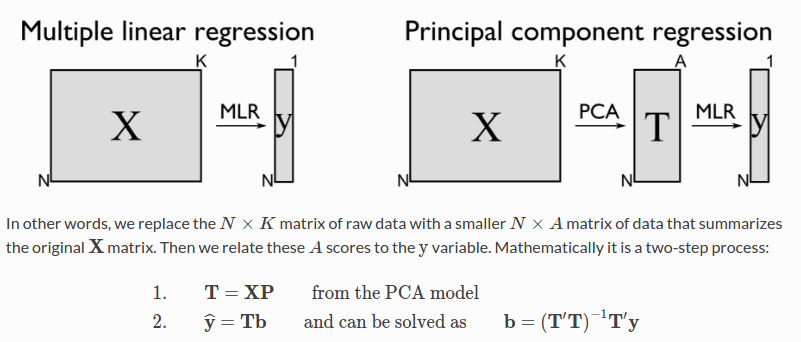 Multiple linear regression
Principal component regression
K
1
X
MLR
y
N
N
K
A
1
X
PCA
T
MLR
y
N
N
N
In other words, we replace the N × K matrix of raw data with a smaller N × A matrix of data that summarizes
the original X matrix. Then we relate these A scores to the y variable. Mathematically it is a two-step process:
1. T = XP from the PCA model
2. ŷ = Tb and can be solved as b = (T′T)⁻¹T′y